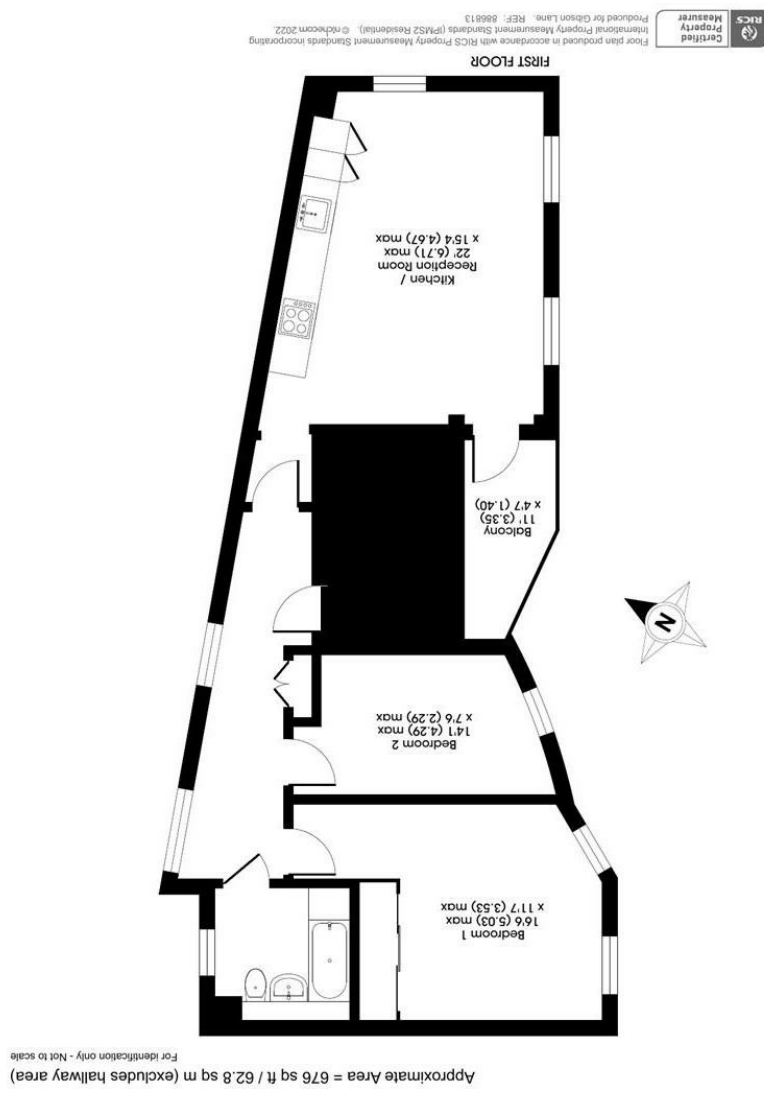 Approximate Area = 676 sq ft / 62.8 sq m (excludes hallway area)
For identification only - Not to scale
Bedroom 1
16'6 (5.03) max
x 11'7 (3.53) max
Bedroom 2
14'1 (4.29) max
x 7'6 (2.29) max
N
Balcony
11' (3.35)
x 4'7 (1.40)
Kitchen /
Reception Room
22' (6.71) max
x 15'4 (4.67) max
FIRST FLOOR
RICS
Certified
Property
Measurer
Floor plan produced in accordance with RICS Property Measurement Standards incorporating
International Property Measurement Standards (IPMS2 Residential). © nichecom 2022.
Produced for Gibson Lane. REF: 886813